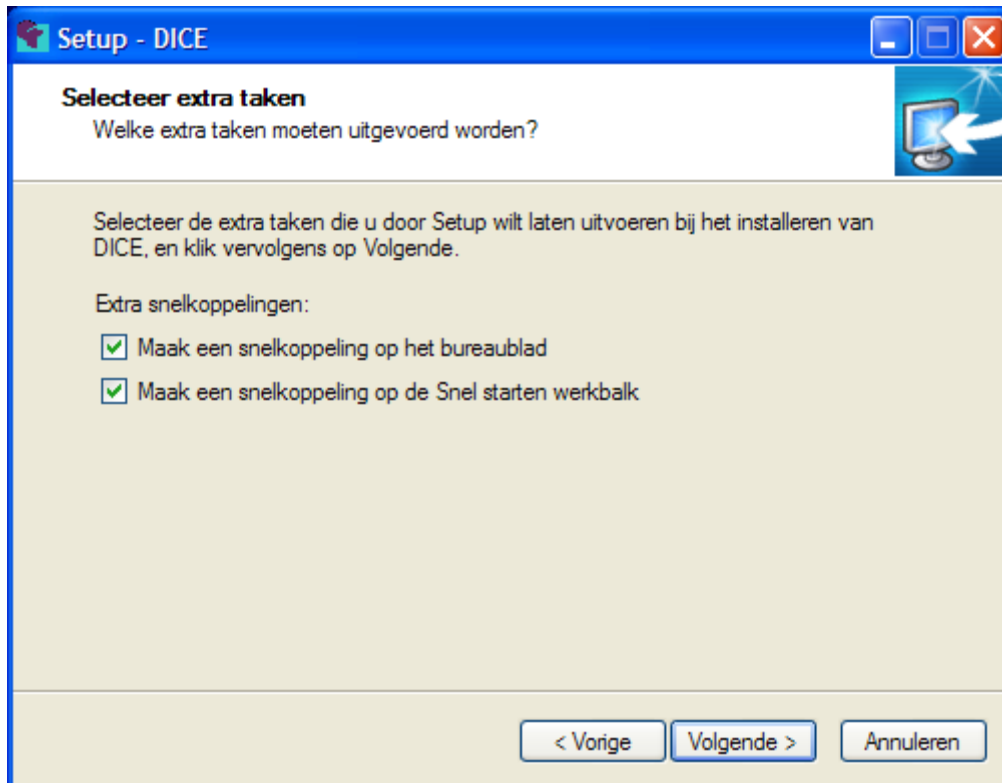 Setup - DICE
Selecteer extra taken
Welke extra taken moeten uitgevoerd worden?
Selecteer de extra taken die u door Setup wilt laten uitvoeren bij het installeren van
DICE, en klik vervolgens op Volgende.
Extra snelkoppelingen:
Maak een snelkoppeling op het bureaublad
Maak een snelkoppeling op de Snel starten werkbalk
< Vorige
Volgende >
Annuleren